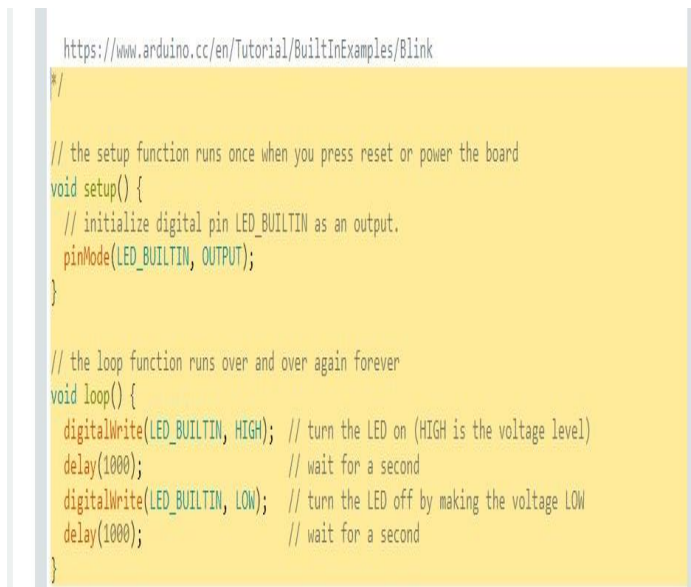 https://www.arduino.cc/en/Tutorial/BuiltInExamples/Blink
*/
// the setup function runs once when you press reset or power the board
void setup() {
// initialize digital pin LED_BUILTIN as an output.
pinMode(LED_BUILTIN, OUTPUT);
}
// the loop function runs over and over again forever
void loop() {
digitalWrite(LED_BUILTIN, HIGH); // turn the LED on (HIGH is the voltage level)
delay(1000); // wait for a second
digitalWrite(LED_BUILTIN, LOW); // turn the LED off by making the voltage LOW
delay(1000); // wait for a second
}